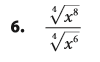 6. ∜x⁸ / ∜x⁶